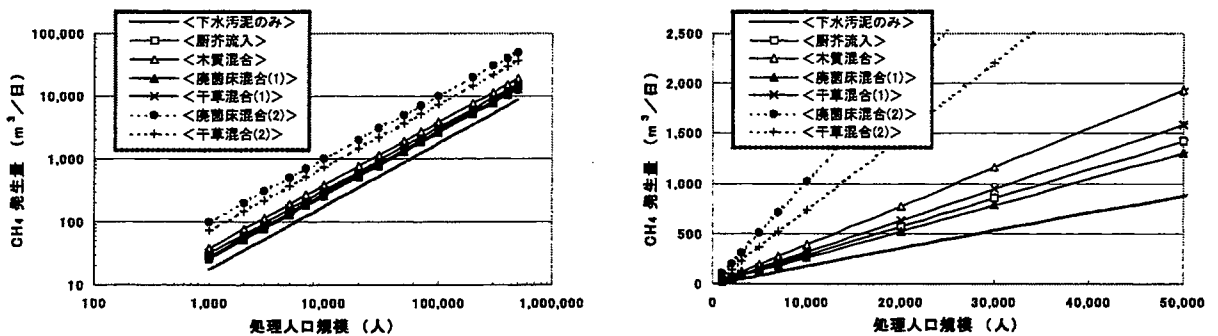 <下水汚泥のみ>
<厨芥流入>
<木質混合>
<廃菌床混合(1)>
<干草混合(1)>
<廃菌床混合(2)>
<干草混合(2)>
100,000
10,000
1,000
100
10
CH₄ 発生量 (m³/日)
100
1,000
10,000
100,000
1,000,000
処理人口規模 (人)
<下水汚泥のみ>
<厨芥流入>
<木質混合>
<廃菌床混合(1)>
<干草混合(1)>
<廃菌床混合(2)>
<干草混合(2)>
2,500
2,000
1,500
1,000
500
0
CH₄ 発生量 (m³/日)
0
10,000
20,000
30,000
40,000
50,000
処理人口規模 (人)